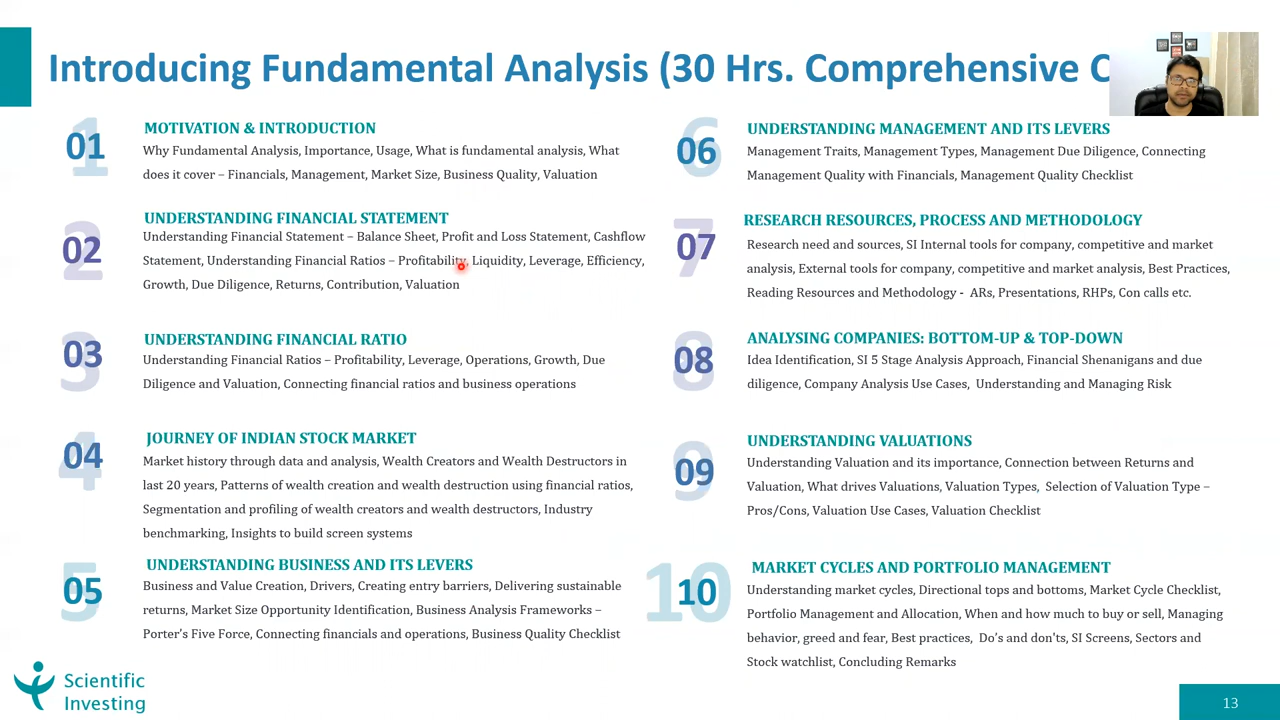 Introducing Fundamental Analysis (30 Hrs. Comprehensive C
01
MOTIVATION & INTRODUCTION
Why Fundamental Analysis, Importance, Usage, What is fundamental analysis, What
does it cover – Financials, Management, Market Size, Business Quality, Valuation
02
UNDERSTANDING FINANCIAL STATEMENT
Understanding Financial Statement – Balance Sheet, Profit and Loss Statement, Cashflow
Statement, Understanding Financial Ratios – Profitability, Liquidity, Leverage, Efficiency,
Growth, Due Diligence, Returns, Contribution, Valuation
03
UNDERSTANDING FINANCIAL RATIO
Understanding Financial Ratios – Profitability, Leverage, Operations, Growth, Due
Diligence and Valuation, Connecting financial ratios and business operations
04
JOURNEY OF INDIAN STOCK MARKET
Market history through data and analysis, Wealth Creators and Wealth Destructors in
last 20 years, Patterns of wealth creation and wealth destruction using financial ratios,
Segmentation and profiling of wealth creators and wealth destructors, Industry
benchmarking, Insights to build screen systems
05
UNDERSTANDING BUSINESS AND ITS LEVERS
Business and Value Creation, Drivers, Creating entry barriers, Delivering sustainable
returns, Market Size Opportunity Identification, Business Analysis Frameworks –
Porter's Five Force, Connecting financials and operations, Business Quality Checklist
06
UNDERSTANDING MANAGEMENT AND ITS LEVERS
Management Traits, Management Types, Management Due Diligence, Connecting
Management Quality with Financials, Management Quality Checklist
07
RESEARCH RESOURCES, PROCESS AND METHODOLOGY
Research need and sources, SI Internal tools for company, competitive and market
analysis, External tools for company, competitive and market analysis, Best Practices,
Reading Resources and Methodology - ARs, Presentations, RHPs, Con calls etc.
08
ANALYSING COMPANIES: BOTTOM-UP & TOP-DOWN
Idea Identification, SI 5 Stage Analysis Approach, Financial Shenanigans and due
diligence, Company Analysis Use Cases, Understanding and Managing Risk
09
UNDERSTANDING VALUATIONS
Understanding Valuation and its importance, Connection between Returns and
Valuation, What drives Valuations, Valuation Types, Selection of Valuation Type –
Pros/Cons, Valuation Use Cases, Valuation Checklist
10
MARKET CYCLES AND PORTFOLIO MANAGEMENT
Understanding market cycles, Directional tops and bottoms, Market Cycle Checklist,
Portfolio Management and Allocation, When and how much to buy or sell, Managing
behavior, greed and fear, Best practices, Do's and don'ts, SI Screens, Sectors and
Stock watchlist, Concluding Remarks
Scientific
Investing
13